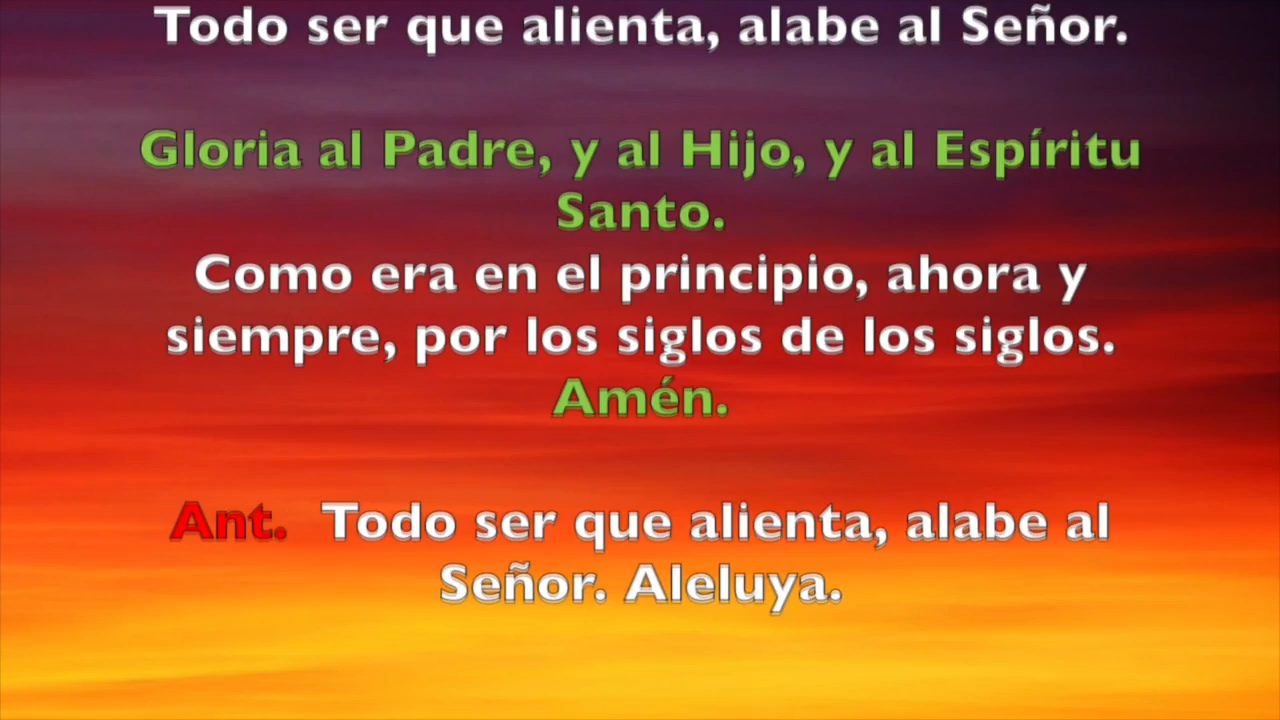 Todo ser que alienta, alabe al Señor.
Gloria al Padre, y al Hijo, y al Espíritu
Santo.
Como era en el principio, ahora y
siempre, por los siglos de los siglos.
Amén.
Ant. Todo ser que alienta, alabe al
Señor. Aleluya.